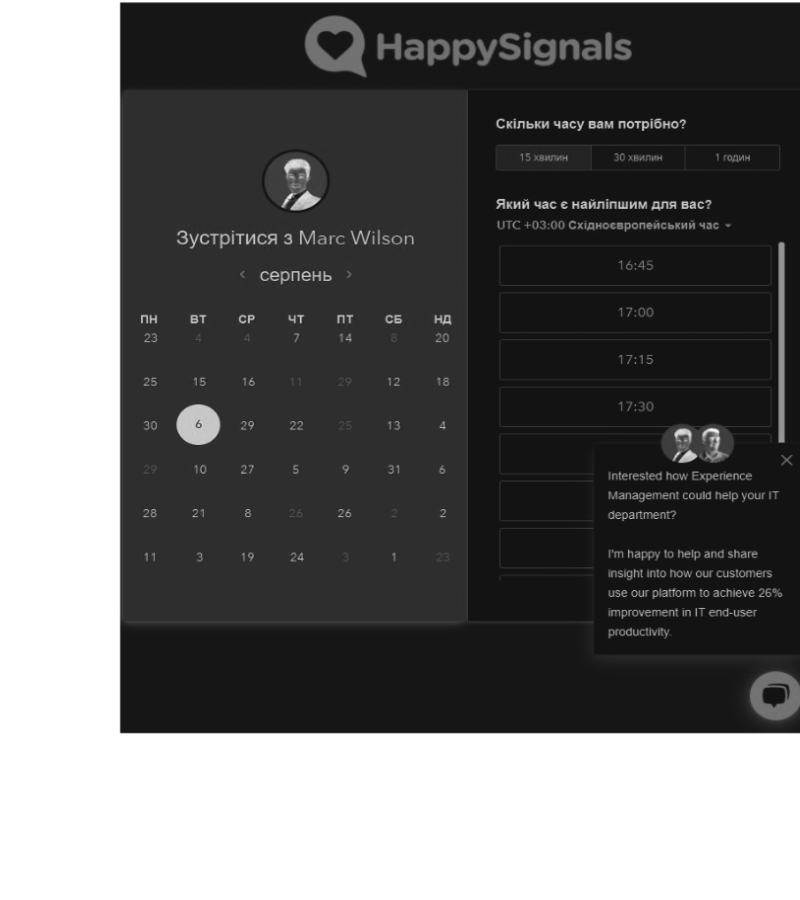 HappySignals
Зустрітися з Marc Wilson
серпень
ПН ВТ СР ЧТ ПТ СБ НД
23 4 4 7 14 8 20
25 15 16 11 29 12 18
30 6 29 22 25 13 4
29 10 27 5 9 31 6
28 21 8 26 26 2 2
11 3 19 24 3 1 23
Скільки часу вам потрібно?
15 хвилин 30 хвилин 1 годин
Який час є найліпшим для вас?
UTC +03:00 Східноєвропейський час
16:45
17:00
17:15
17:30
Interested how Experience
Management could help your IT
department?
I'm happy to help and share
insight into how our customers
use our platform to achieve 26%
improvement in IT end-user
productivity.